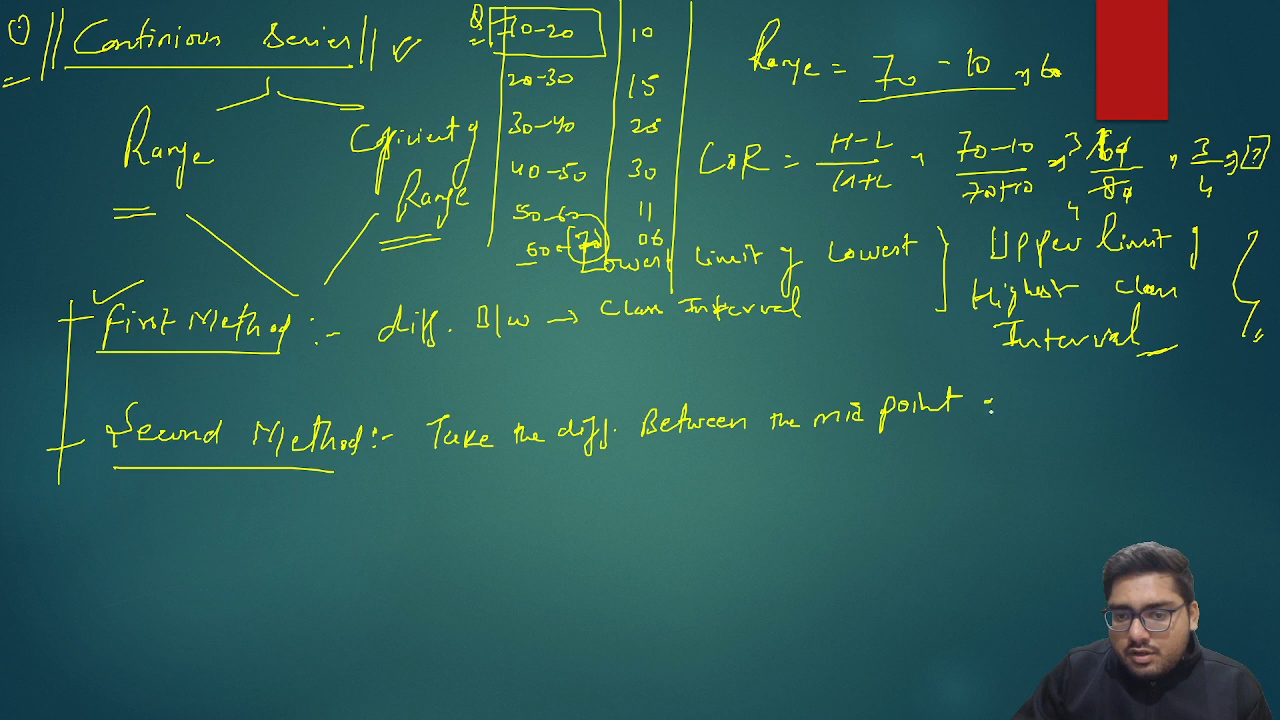 Continious Series
Range
Cofficient of
Range
Q
10-20 10
20-30 15
30-40 25
40-50 30
50-60 11
60-70 06
Range = 70 - 10 60
COR = H-L / H+L 70-10 / 70+10 3 60 / 80 4 3/4 = ?
First Method :- diff. B/w → Lowest Limit of Lowest
Class Interval
Upper limit of
Highest class
Interval
Second Method :- Take the diff. Between the mid point :